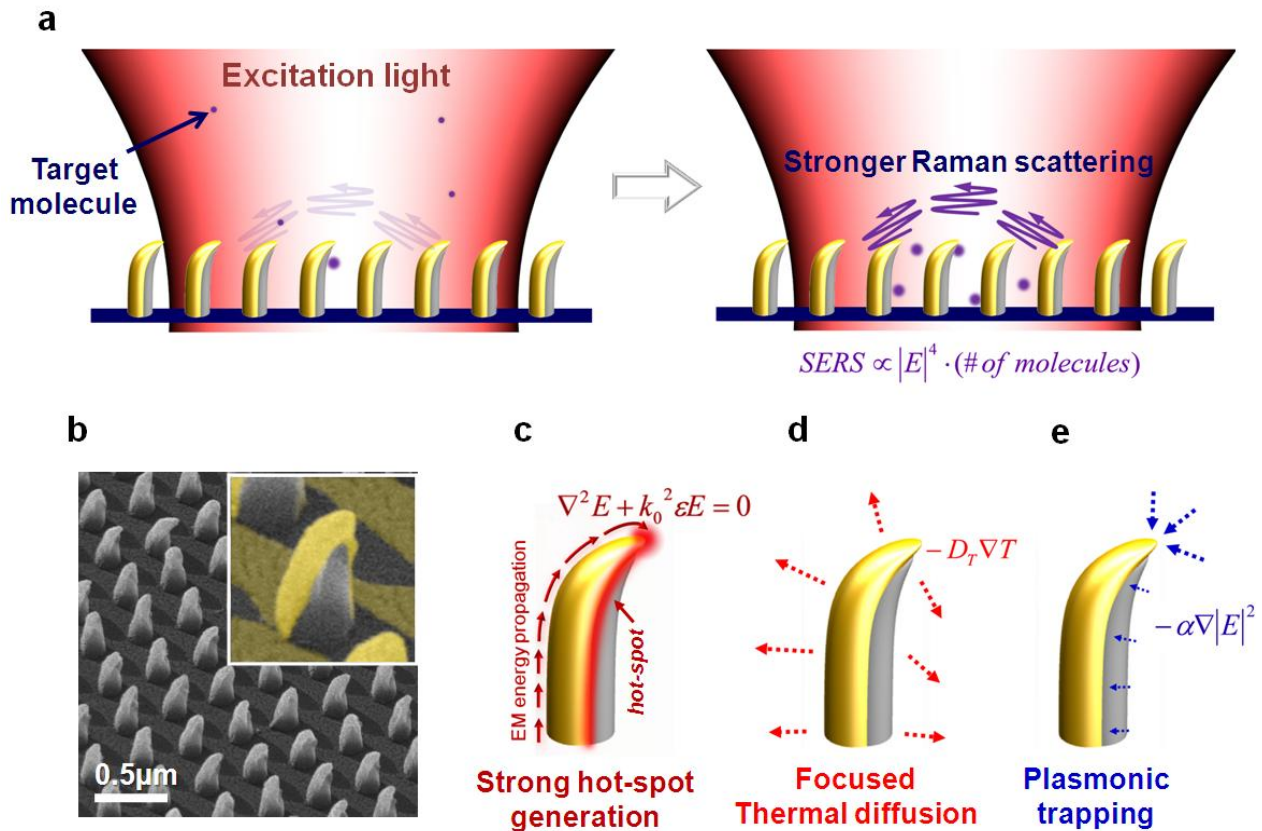 a
Excitation light
Target
molecule
Stronger Raman scattering
SERS ∝ |E|⁴ · (# of molecules)
b
0.5µm
c
∇²E + k₀²εE = 0
EM energy propagation
hot-spot
Strong hot-spot
generation
d
− D_T ∇T
Focused
Thermal diffusion
e
− α∇|E|²
Plasmonic
trapping